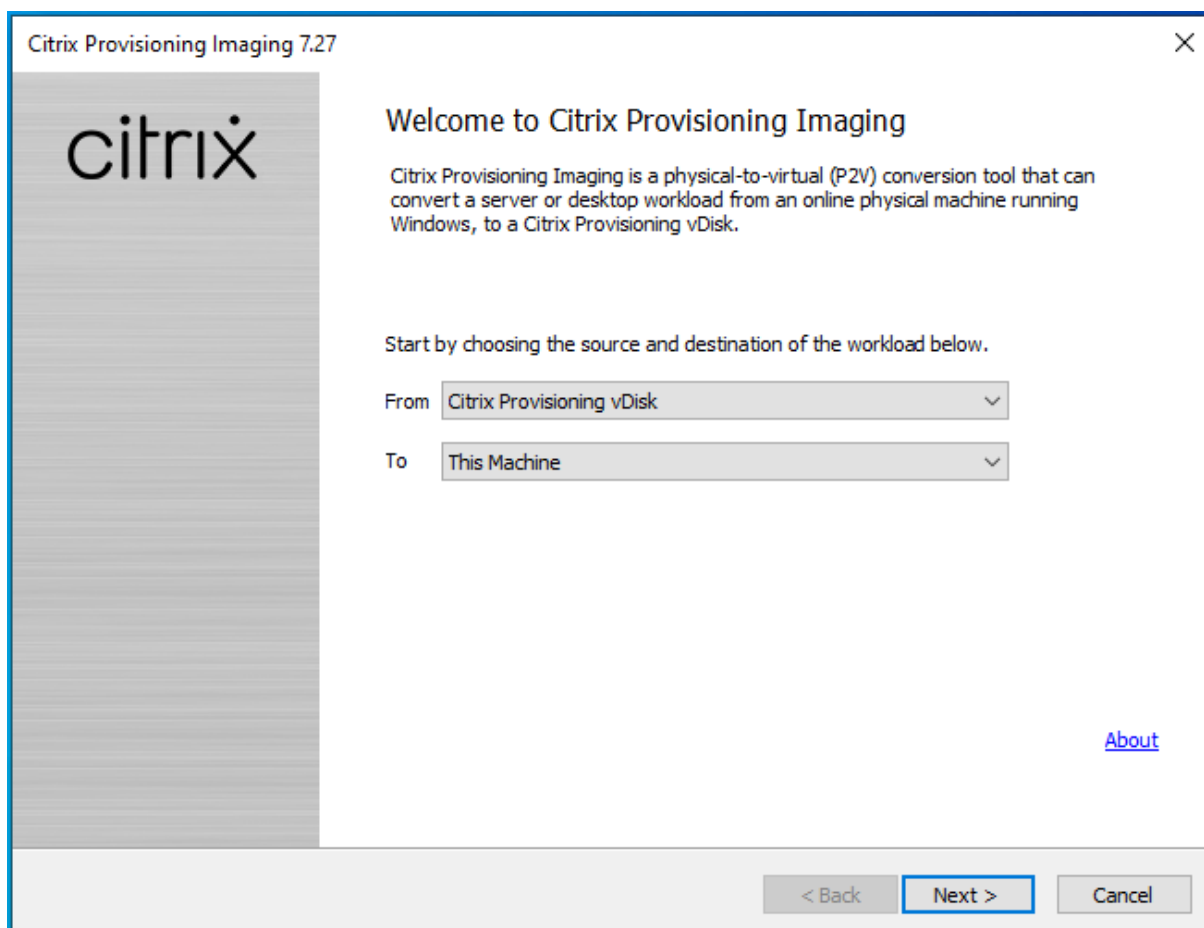 Citrix Provisioning Imaging 7.27
citrix
Welcome to Citrix Provisioning Imaging
Citrix Provisioning Imaging is a physical-to-virtual (P2V) conversion tool that can
convert a server or desktop workload from an online physical machine running
Windows, to a Citrix Provisioning vDisk.
Start by choosing the source and destination of the workload below.
From Citrix Provisioning vDisk
To This Machine
About
< Back Next > Cancel